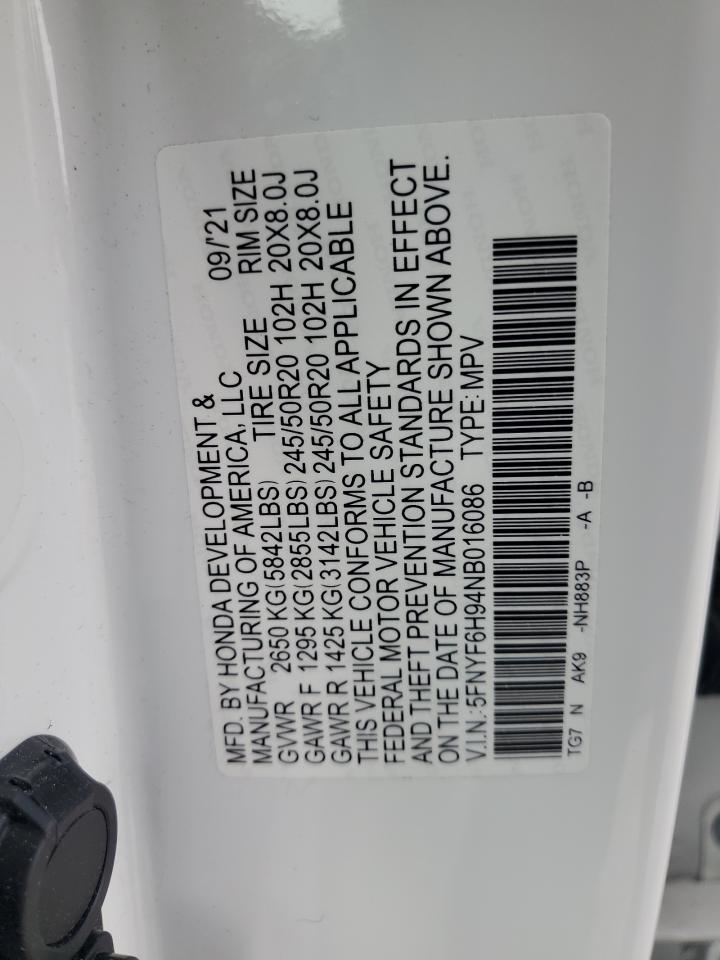 MFD. BY HONDA DEVELOPMENT & 09/'21
MANUFACTURING OF AMERICA, LLC
GVWR 2650 KG(5842LBS) TIRE SIZE RIM SIZE
GAWR F 1295 KG(2855LBS) 245/50R20 102H 20X8.0J
GAWR R 1425 KG(3142LBS) 245/50R20 102H 20X8.0J
THIS VEHICLE CONFORMS TO ALL APPLICABLE
FEDERAL MOTOR VEHICLE SAFETY
AND THEFT PREVENTION STANDARDS IN EFFECT
ON THE DATE OF MANUFACTURE SHOWN ABOVE.
V.I.N.: 5FNYF6H94NB016086 TYPE: MPV
TG7 N AK9 -NH883P -A -B